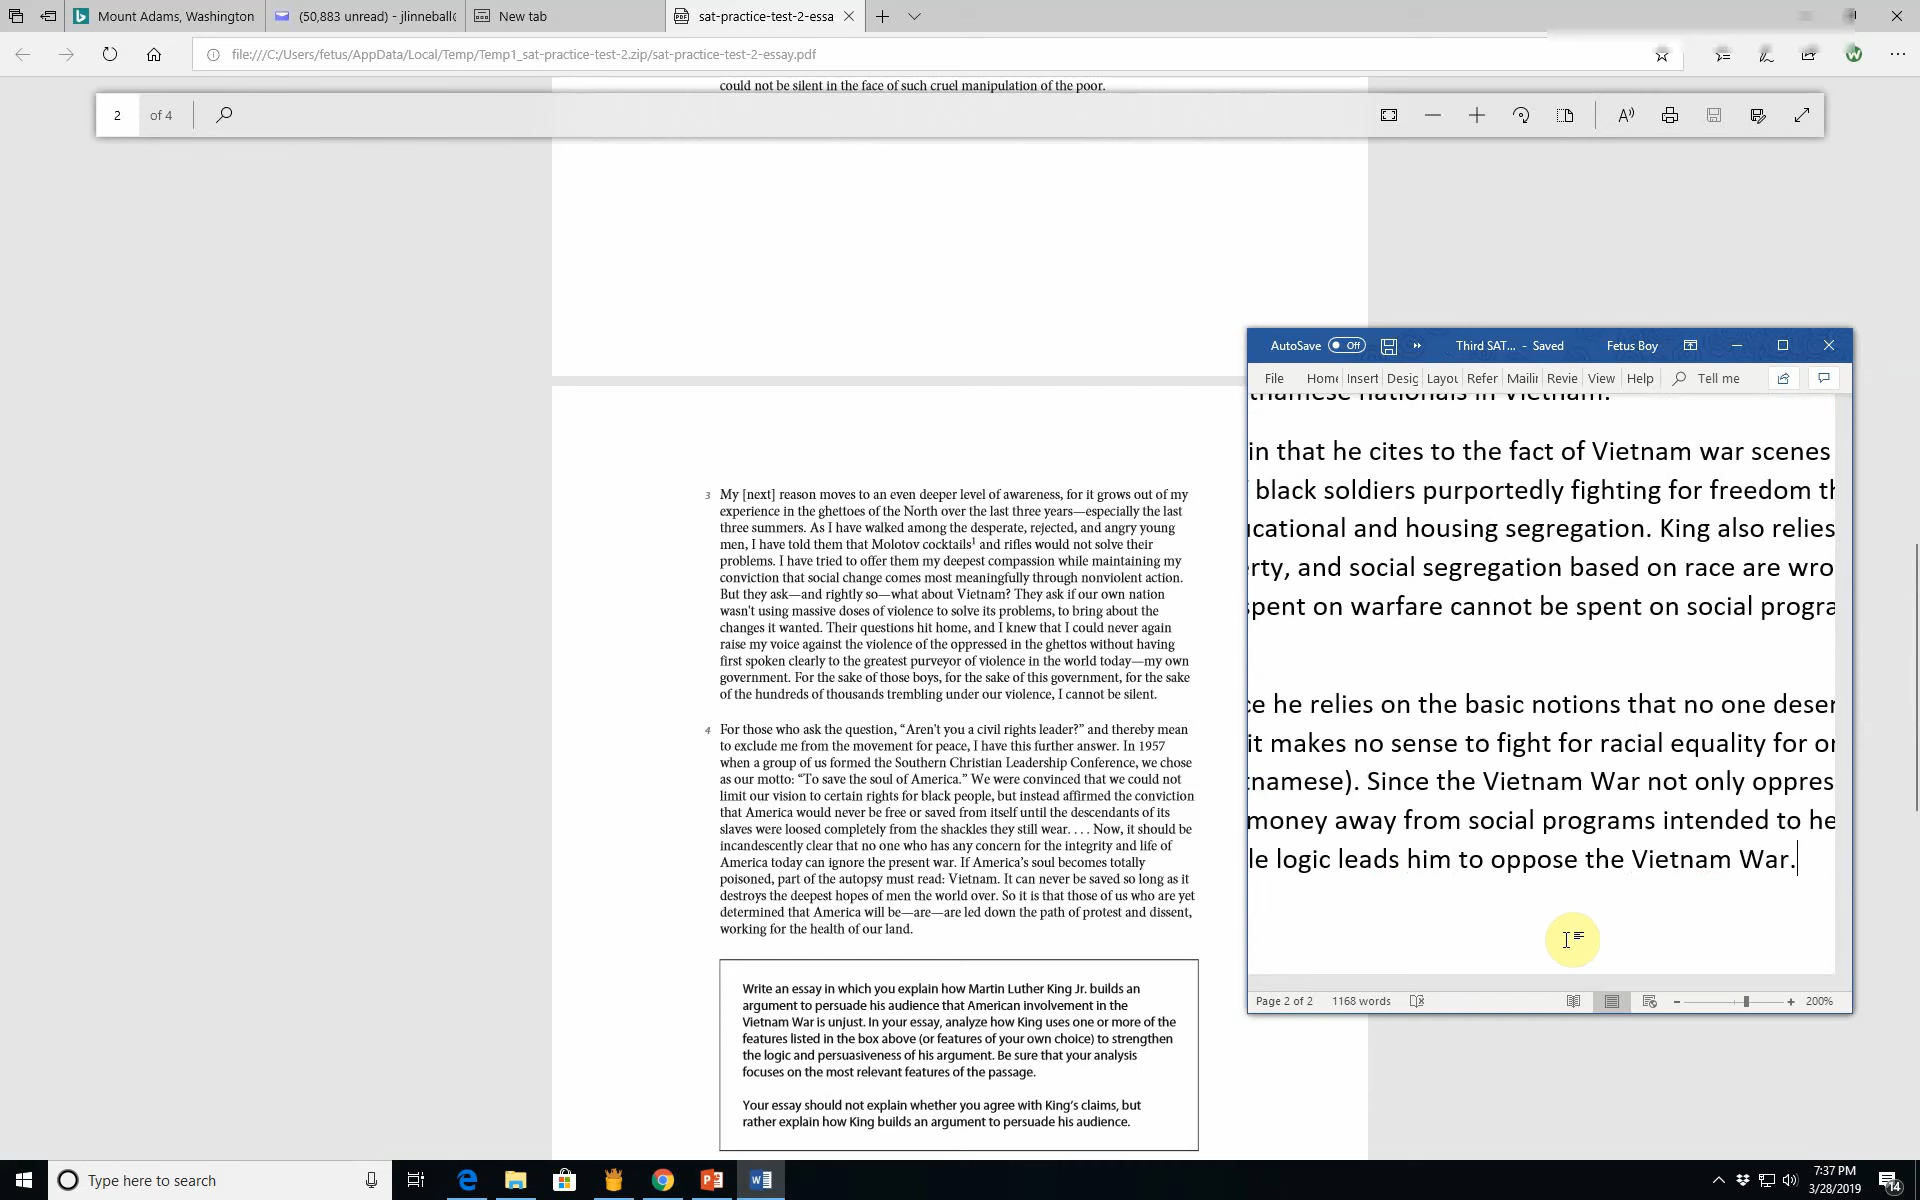 Mount Adams, Washington
(50,883 unread) - jlinneball
New tab
sat-practice-test-2-essa
file:///C:/Users/fetus/AppData/Local/Temp/Temp1_sat-practice-test-2.zip/sat-practice-test-2-essay.pdf
could not be silent in the face of such cruel manipulation of the poor.
2 of 4
3 My [next] reason moves to an even deeper level of awareness, for it grows out of my
experience in the ghettoes of the North over the last three years—especially the last
three summers. As I have walked among the desperate, rejected, and angry young
men, I have told them that Molotov cocktails1 and rifles would not solve their
problems. I have tried to offer them my deepest compassion while maintaining my
conviction that social change comes most meaningfully through nonviolent action.
But they ask—and rightly so—what about Vietnam? They ask if our own nation
wasn't using massive doses of violence to solve its problems, to bring about the
changes it wanted. Their questions hit home, and I knew that I could never again
raise my voice against the violence of the oppressed in the ghettos without having
first spoken clearly to the greatest purveyor of violence in the world today—my own
government. For the sake of those boys, for the sake of this government, for the sake
of the hundreds of thousands trembling under our violence, I cannot be silent.
4 For those who ask the question, “Aren't you a civil rights leader?” and thereby mean
to exclude me from the movement for peace, I have this further answer. In 1957
when a group of us formed the Southern Christian Leadership Conference, we chose
as our motto: “To save the soul of America.” We were convinced that we could not
limit our vision to certain rights for black people, but instead affirmed the conviction
that America would never be free or saved from itself until the descendants of its
slaves were loosed completely from the shackles they still wear. . . . Now, it should be
incandescently clear that no one who has any concern for the integrity and life of
America today can ignore the present war. If America’s soul becomes totally
poisoned, part of the autopsy must read: Vietnam. It can never be saved so long as it
destroys the deepest hopes of men the world over. So it is that those of us who are yet
determined that America will be—are—are led down the path of protest and dissent,
working for the health of our land.
Write an essay in which you explain how Martin Luther King Jr. builds an
argument to persuade his audience that American involvement in the
Vietnam War is unjust. In your essay, analyze how King uses one or more of the
features listed in the box above (or features of your own choice) to strengthen
the logic and persuasiveness of his argument. Be sure that your analysis
focuses on the most relevant features of the passage.
Your essay should not explain whether you agree with King’s claims, but
rather explain how King builds an argument to persuade his audience.
AutoSave Off Third SAT... - Saved Fetus Boy
File Home Insert Desig Layou Refer Mailin Revie View Help Tell me
namese nationals in Vietnam.
in that he cites to the fact of Vietnam war scenes
black soldiers purportedly fighting for freedom th
ucational and housing segregation. King also relies
rty, and social segregation based on race are wro
spent on warfare cannot be spent on social progra
ce he relies on the basic notions that no one deser
it makes no sense to fight for racial equality for or
tnamese). Since the Vietnam War not only oppres
money away from social programs intended to he
le logic leads him to oppose the Vietnam War.
Page 2 of 2 1168 words 200%
Type here to search
7:37 PM
3/28/2019
14